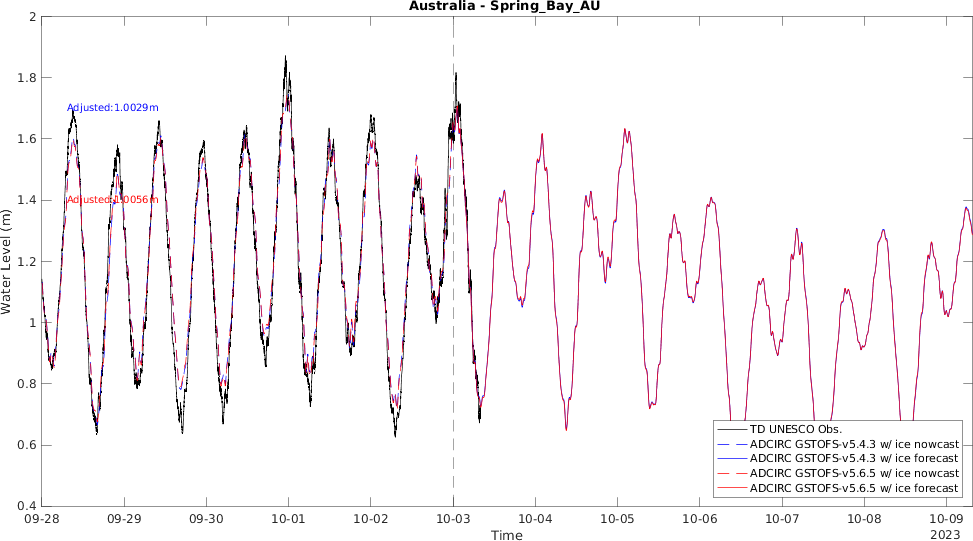 Australia - Spring_Bay_AU
Water Level (m)
2
1.8
1.6
1.4
1.2
1
0.8
0.6
0.4
Adjusted:1.0029m
Adjusted:1.0056m
TD UNESCO Obs.
ADCIRC GSTOFS-v5.4.3 w/ ice nowcast
ADCIRC GSTOFS-v5.4.3 w/ ice forecast
ADCIRC GSTOFS-v5.6.5 w/ ice nowcast
ADCIRC GSTOFS-v5.6.5 w/ ice forecast
09-28 09-29 09-30 10-01 10-02 10-03 10-04 10-05 10-06 10-07 10-08 10-09
2023
Time